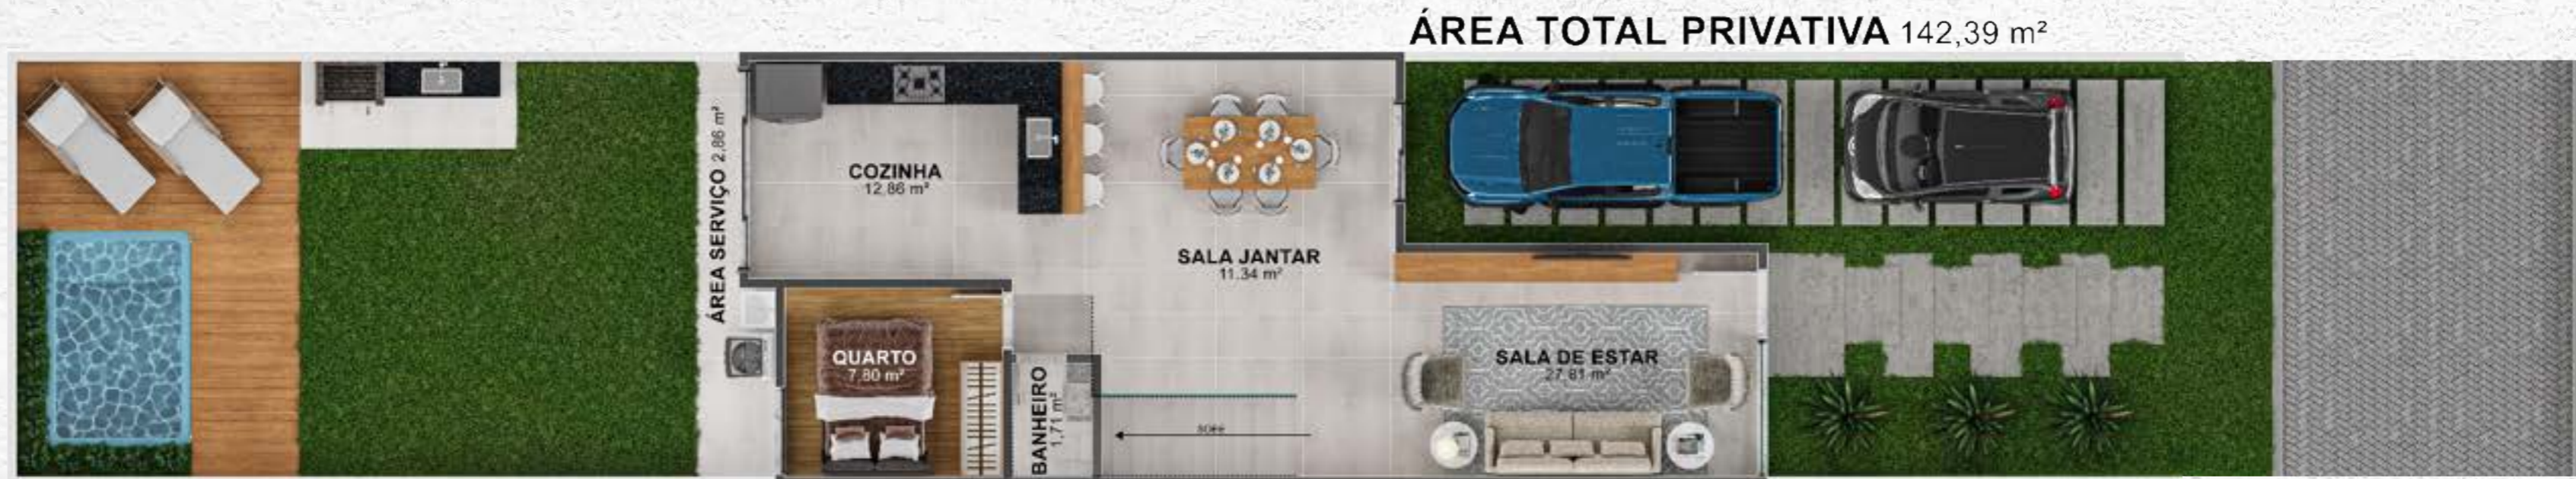 ÁREA TOTAL PRIVATIVA 142,39 m²
ÁREA SERVIÇO 2,86 m²
COZINHA
12,86 m²
SALA JANTAR
11.34 m²
QUARTO
7,80 m²
BANHEIRO
1,71 m²
SOBE
SALA DE ESTAR
27.81 m²